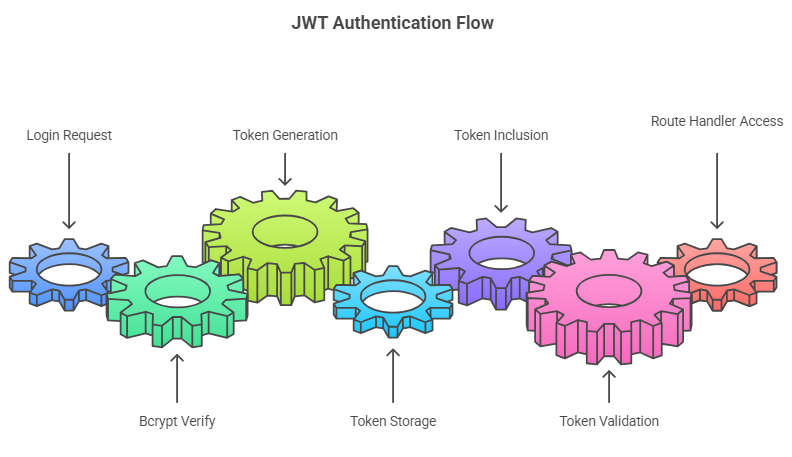 JWT Authentication Flow
Route Handler Access
Login Request
Token Generation
Token Inclusion
Bcrypt Verify
Token Storage
Token Validation